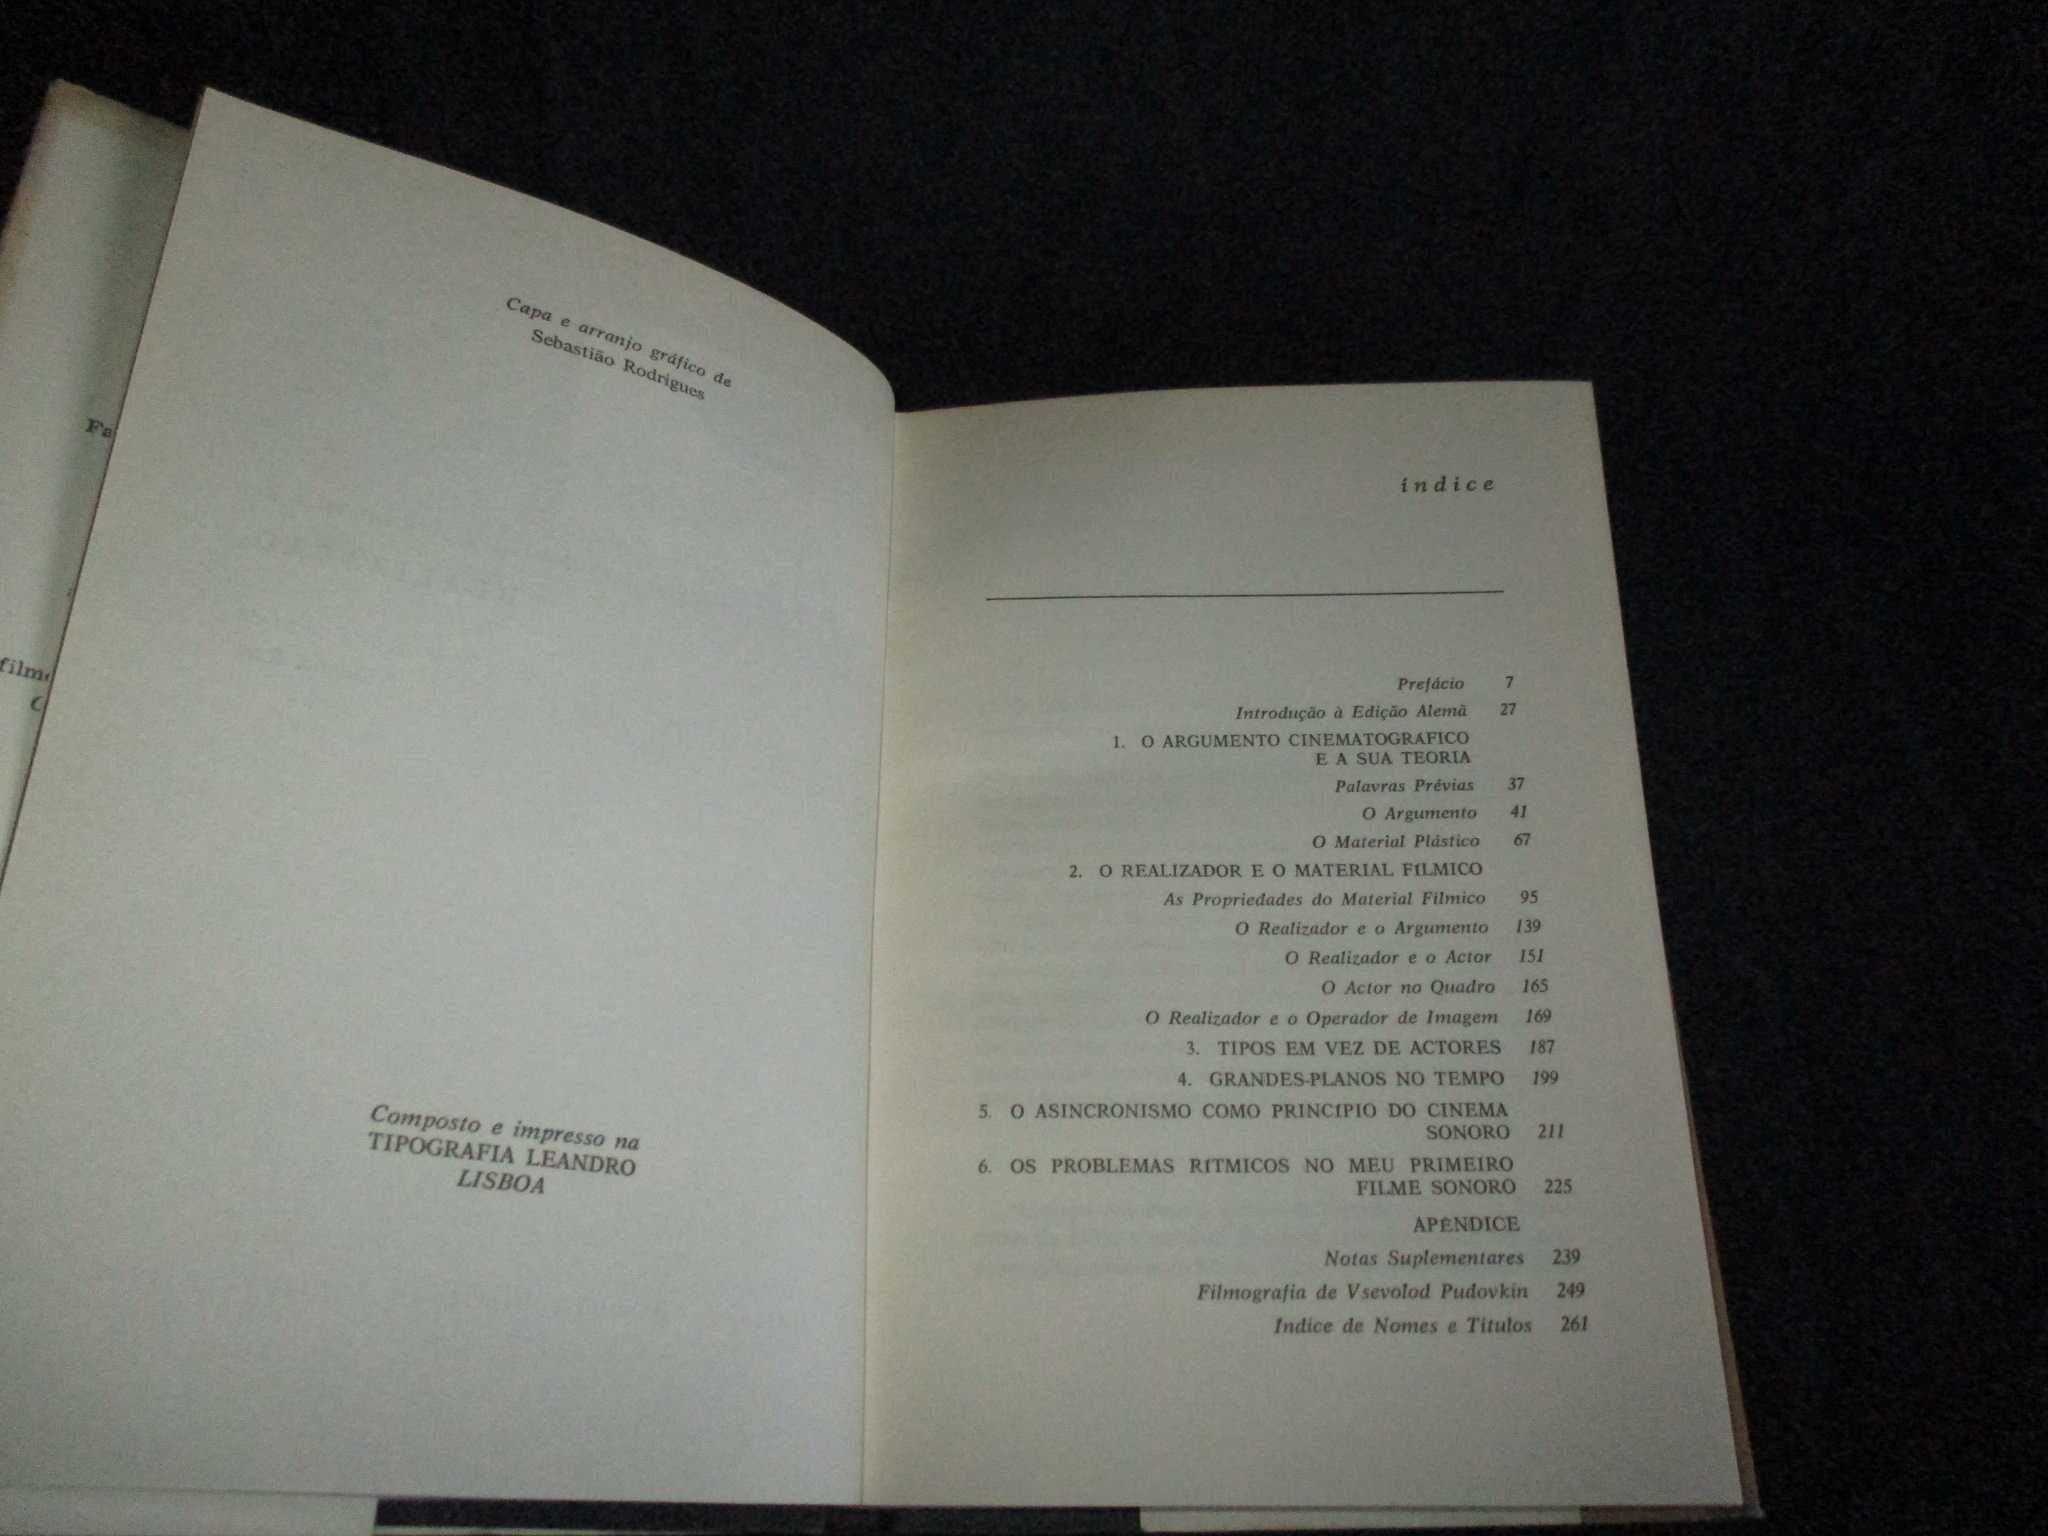 Capa e arranjo gráfico de
Sebastião Rodrigues
Composto e impresso na
TIPOGRAFIA LEANDRO
LISBOA
índice
Prefácio 7
Introdução à Edição Alemã 27
1. O ARGUMENTO CINEMATOGRAFICO
E A SUA TEORIA
Palavras Prévias 37
O Argumento 41
O Material Plástico 67
2. O REALIZADOR E O MATERIAL FÍLMICO
As Propriedades do Material Fílmico 95
O Realizador e o Argumento 139
O Realizador e o Actor 151
O Actor no Quadro 165
O Realizador e o Operador de Imagem 169
3. TIPOS EM VEZ DE ACTORES 187
4. GRANDES-PLANOS NO TEMPO 199
5. O ASINCRONISMO COMO PRINCÍPIO DO CINEMA
SONORO 211
6. OS PROBLEMAS RÍTMICOS NO MEU PRIMEIRO
FILME SONORO 225
APÊNDICE
Notas Suplementares 239
Filmografia de Vsevolod Pudovkin 249
Indice de Nomes e Títulos 261